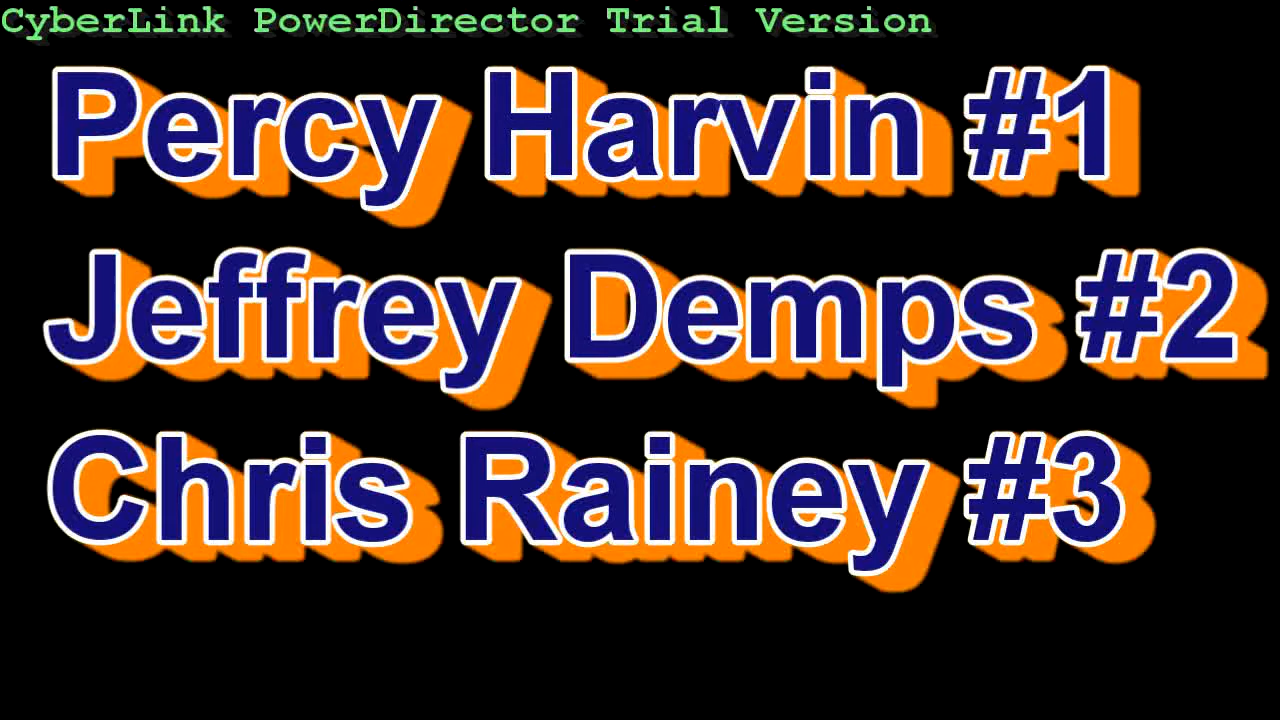 CyberLink PowerDirector Trial Version
Percy Harvin #1
Jeffrey Demps #2
Chris Rainey #3